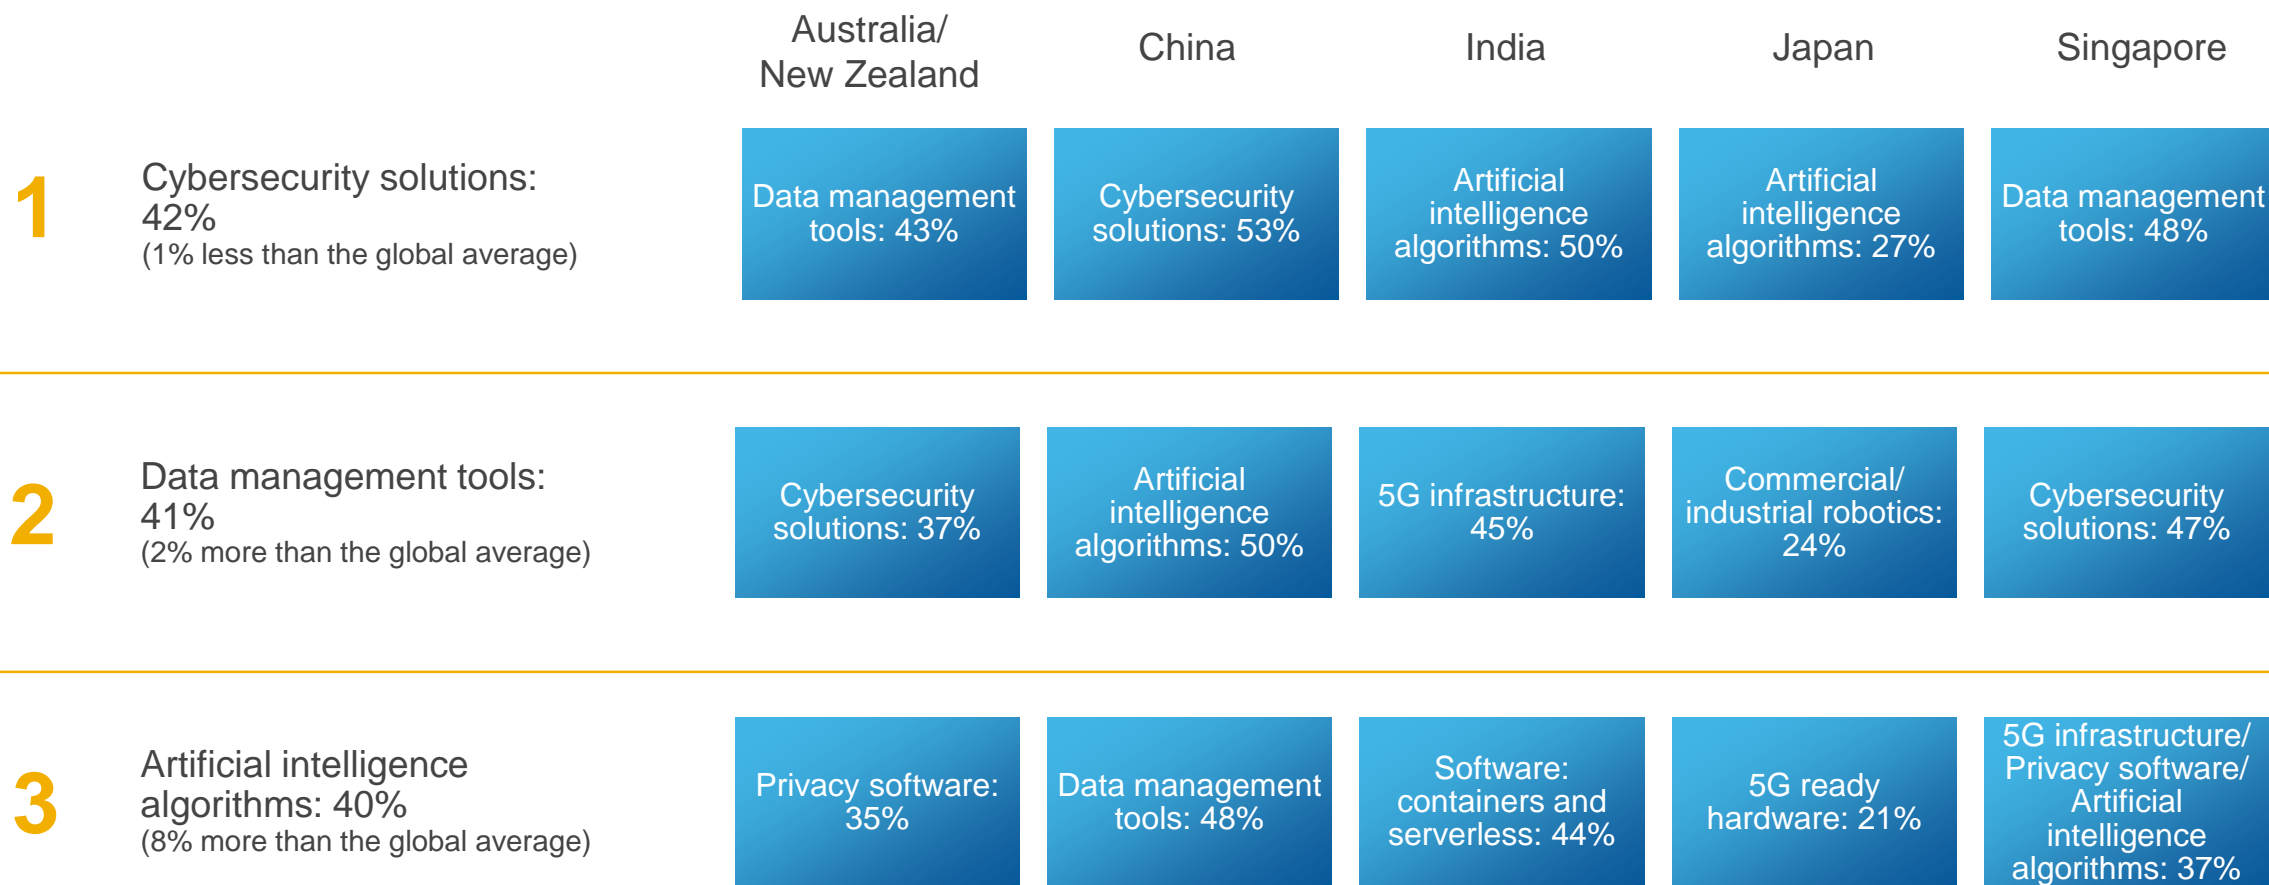 Australia/
New Zealand
China
India
Japan
Singapore
1
Cybersecurity solutions:
42%
(1% less than the global average)
Data management
tools: 43%
Cybersecurity
solutions: 53%
Artificial
intelligence
algorithms: 50%
Artificial
intelligence
algorithms: 27%
Data management
tools: 48%
2
Data management tools:
41%
(2% more than the global average)
Cybersecurity
solutions: 37%
Artificial
intelligence
algorithms: 50%
5G infrastructure:
45%
Commercial/
industrial robotics:
24%
Cybersecurity
solutions: 47%
3
Artificial intelligence
algorithms: 40%
(8% more than the global average)
Privacy software:
35%
Data management
tools: 48%
Software:
containers and
serverless: 44%
5G ready
hardware: 21%
5G infrastructure/
Privacy software/
Artificial
intelligence
algorithms: 37%